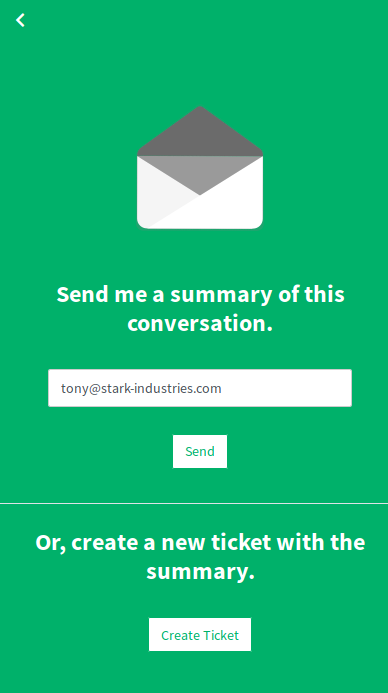 Send me a summary of this
conversation.
tony@stark-industries.com
Send
Or, create a new ticket with the
summary.
Create Ticket